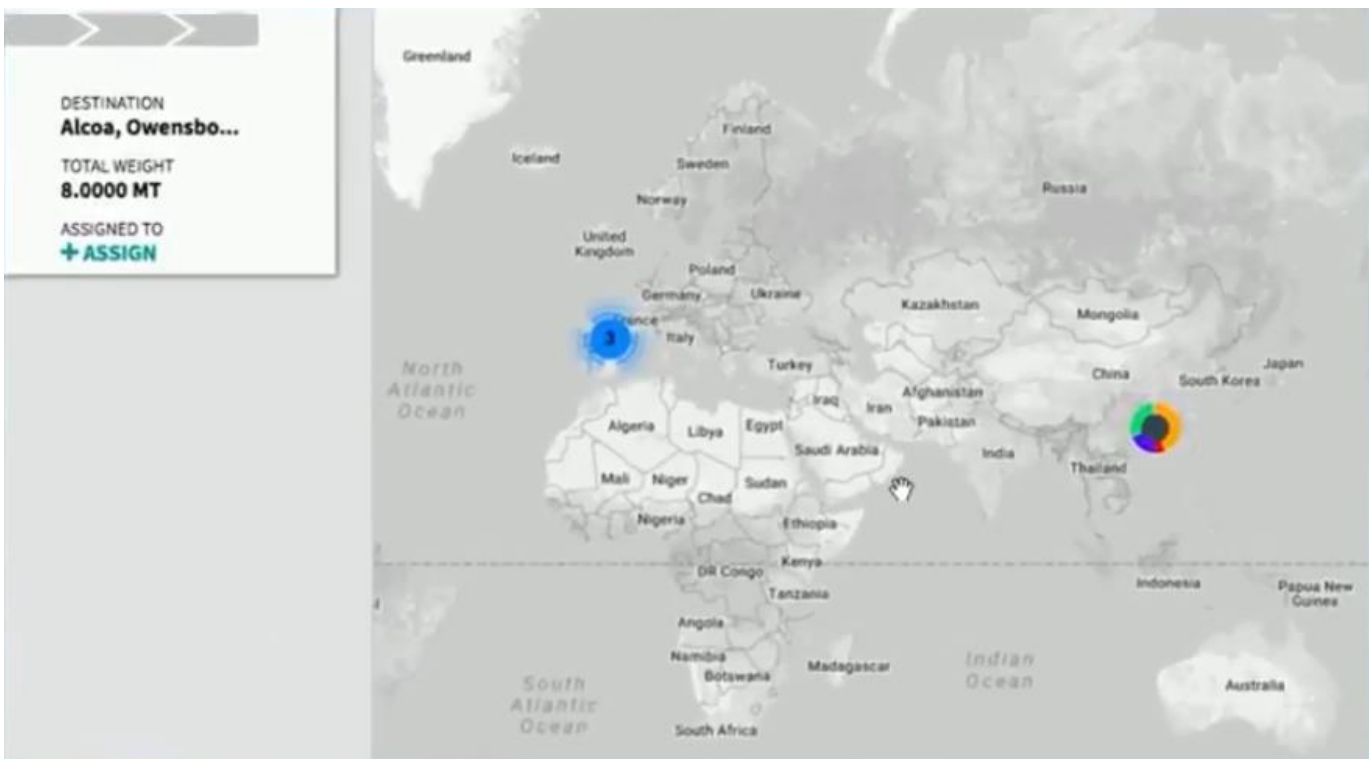 DESTINATION
Alcoa, Owensbo...
TOTAL WEIGHT
8.0000 MT
ASSIGNED TO
+ ASSIGN
Greenland
Iceland
Finland
Sweden
Norway
Russia
United
Kingdom
Poland
Germany
Ukraine
France
3
Italy
Kazakhstan
Mongolia
North
Atlantic
Ocean
Turkey
China
Japan
South Korea
Iraq
Iran
Afghanistan
Pakistan
Algeria
Libya
Egypt
Saudi Arabia
India
Thailand
Mali
Niger
Chad
Sudan
Nigeria
Ethiopia
Kenya
DR Congo
Tanzania
Indonesia
Papua New
Guinea
Angola
Namibia
Botswana
Madagascar
Indian
Ocean
South
Atlantic
Ocean
Australia
South Africa